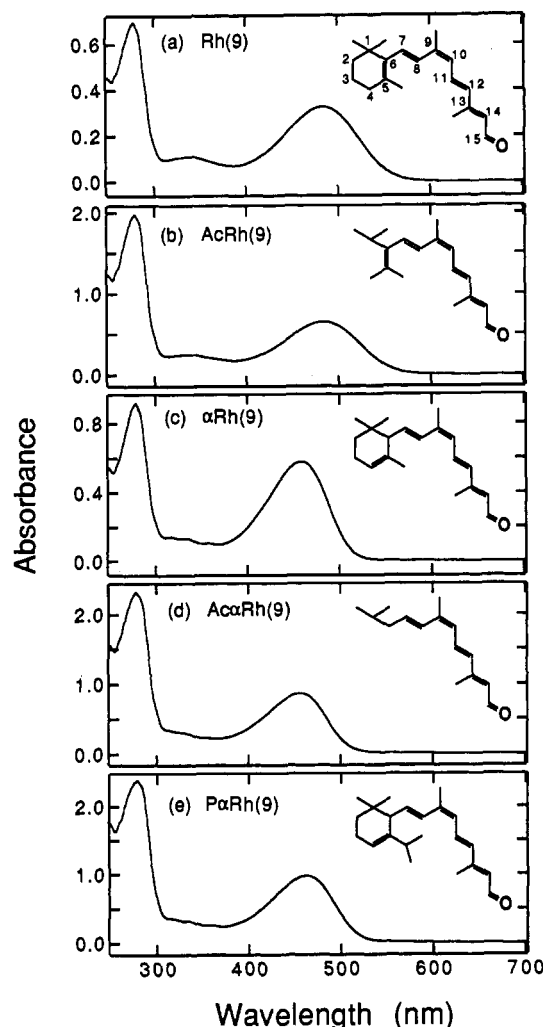 (a) Rh(9)
0.6
0.4
0.2
0.0
1
2
3
4
5
6
7
8
9
10
11
12
13
14
15
O
(b) AcRh(9)
2.0
1.0
0.0
O
(c) αRh(9)
0.8
0.4
0.0
O
(d) AcαRh(9)
2.0
1.0
0.0
O
(e) PαRh(9)
2.0
1.0
0.0
O
300 400 500 600 700
Absorbance
Wavelength (nm)